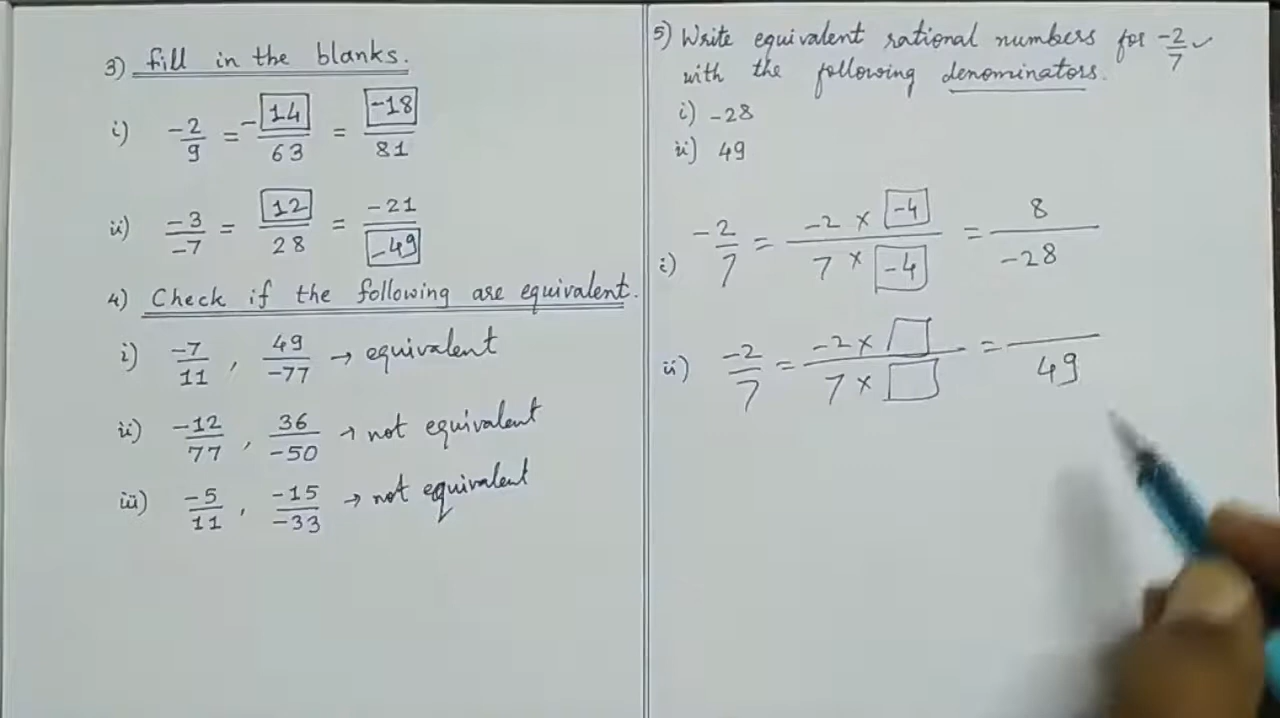 3) fill in the blanks.
i) -2/9 = -14/63 = -18/81
ii) -3/-7 = 12/28 = -21/-49
4) Check if the following are equivalent.
i) -7/11 , 49/-77 → equivalent
ii) -12/77 , 36/-50 → not equivalent
iii) -5/11 , -15/-33 → not equivalent
5) Write equivalent rational numbers for -2/7 ✓
with the following denominators.
i) -28
ii) 49
i) -2/7 = -2 × -4 / 7 × -4 = 8/-28
ii) -2/7 = -2 × □ / 7 × □ = /49